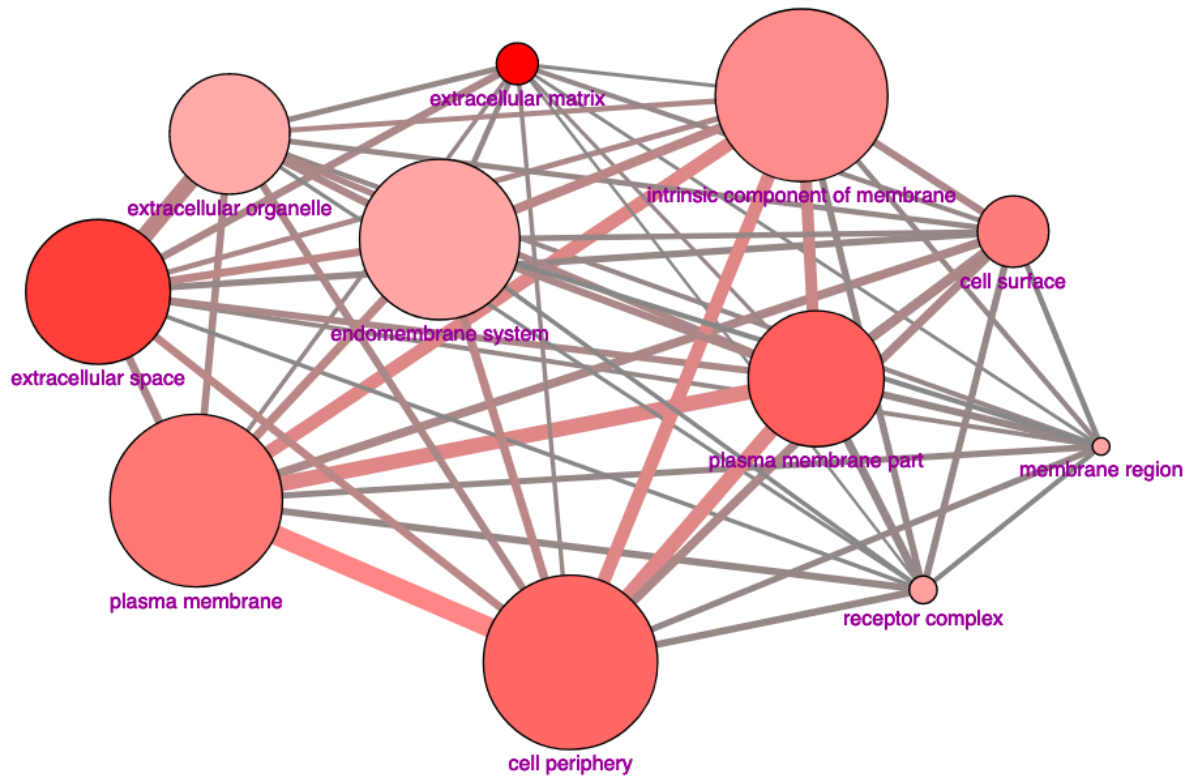 extracellular matrix
intrinsic component of membrane
extracellular organelle
cell surface
endomembrane system
extracellular space
plasma membrane part
membrane region
plasma membrane
receptor complex
cell periphery